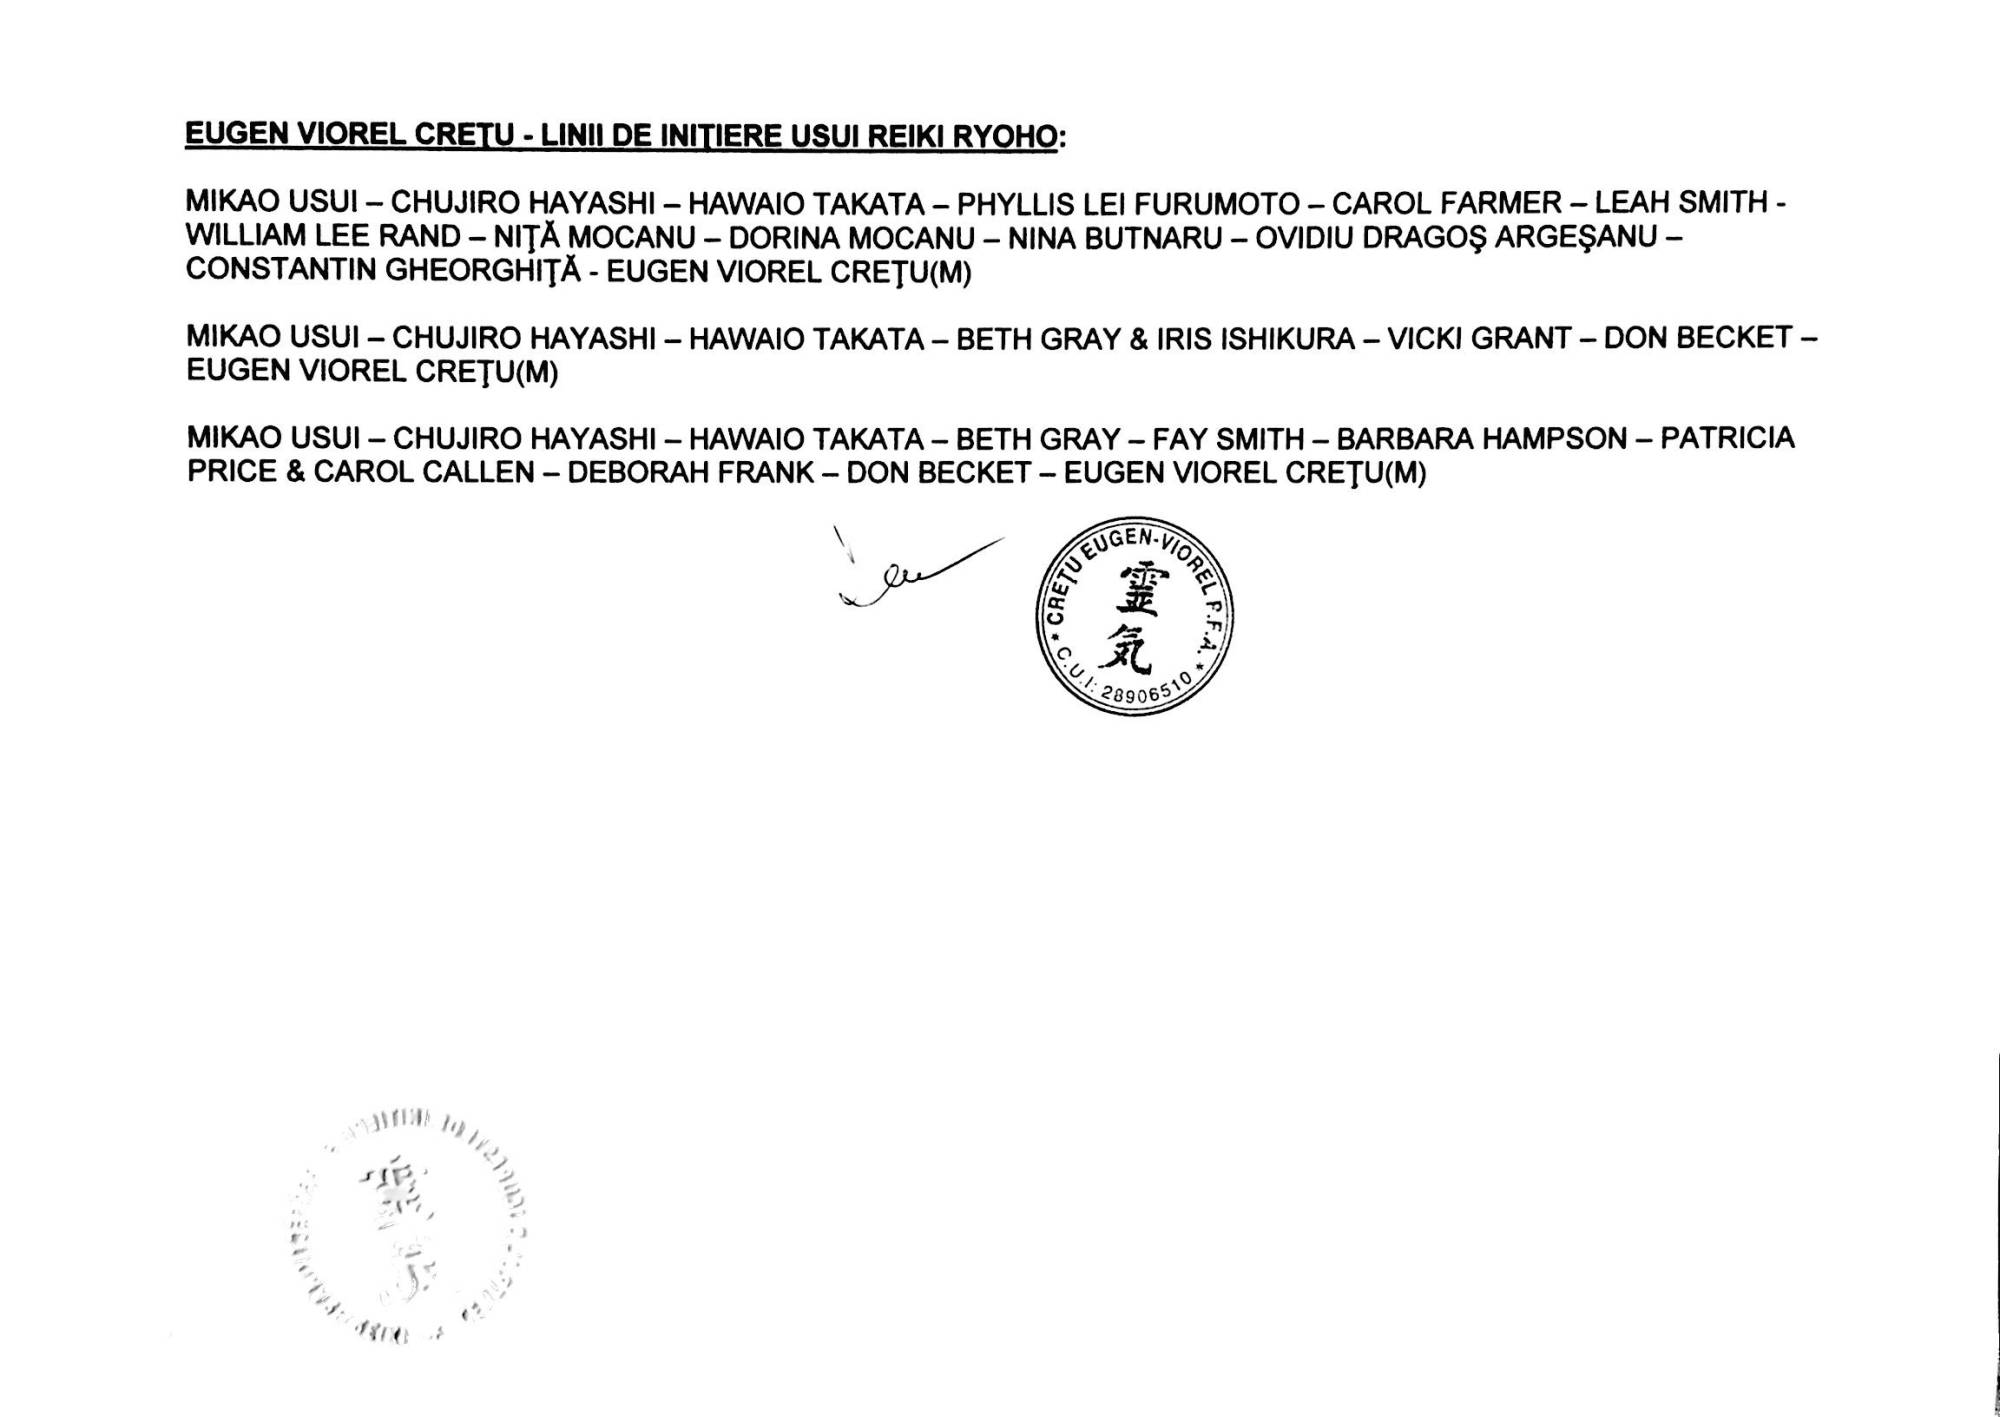 EUGEN VIOREL CREŢU - LINII DE INIŢIERE USUI REIKI RYOHO:
MIKAO USUI – CHUJIRO HAYASHI – HAWAIO TAKATA – PHYLLIS LEI FURUMOTO – CAROL FARMER – LEAH SMITH -
WILLIAM LEE RAND – NIŢĂ MOCANU – DORINA MOCANU – NINA BUTNARU – OVIDIU DRAGOŞ ARGEŞANU –
CONSTANTIN GHEORGHIŢĂ - EUGEN VIOREL CREŢU(M)
MIKAO USUI – CHUJIRO HAYASHI – HAWAIO TAKATA – BETH GRAY & IRIS ISHIKURA – VICKI GRANT – DON BECKET –
EUGEN VIOREL CREŢU(M)
MIKAO USUI – CHUJIRO HAYASHI – HAWAIO TAKATA – BETH GRAY – FAY SMITH – BARBARA HAMPSON – PATRICIA
PRICE & CAROL CALLEN – DEBORAH FRANK – DON BECKET – EUGEN VIOREL CREŢU(M)
* CREŢU EUGEN-VIOREL P.F.A. *
靈
気
C.U.I: 28906510